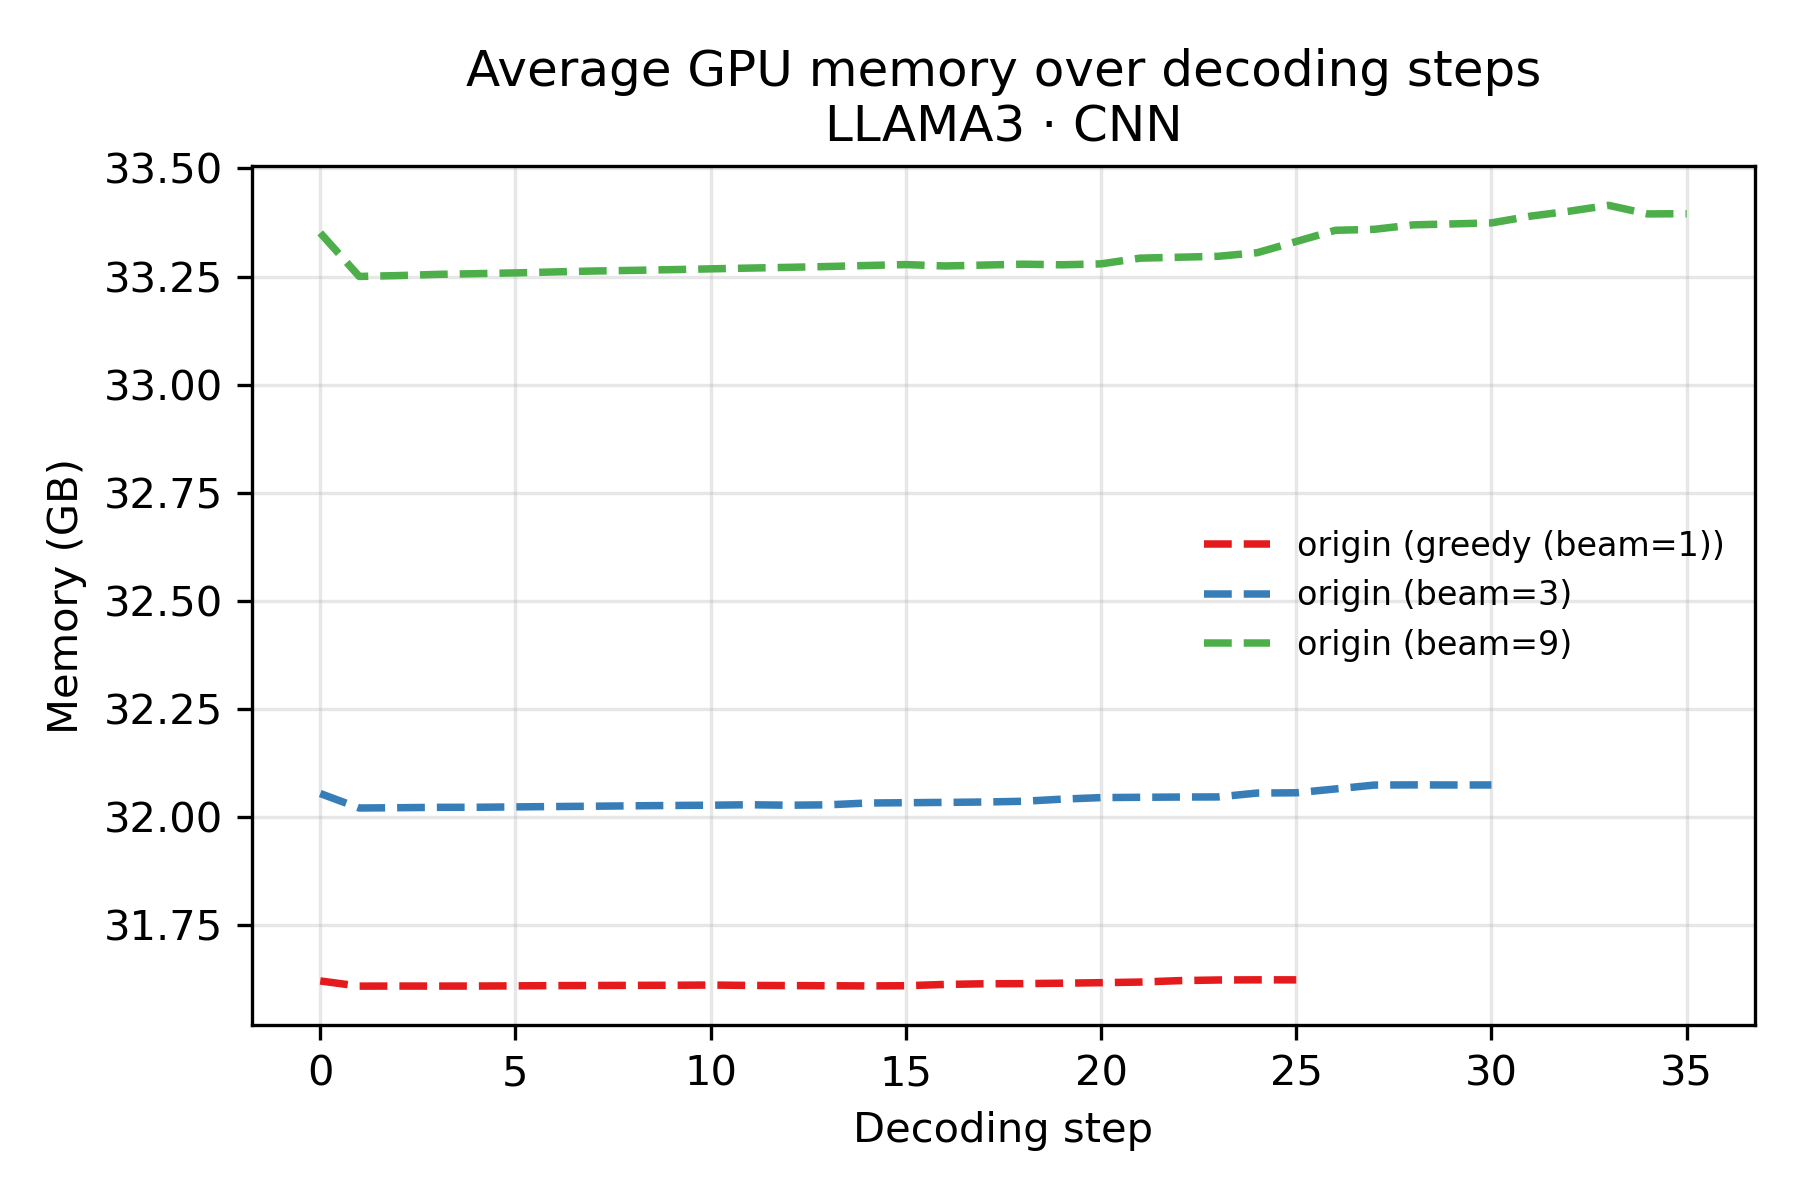 Average GPU memory over decoding steps
LLAMA3 · CNN
33.50
33.25
33.00
32.75
32.50
32.25
32.00
31.75
Memory (GB)
origin (greedy (beam=1))
origin (beam=3)
origin (beam=9)
0 5 10 15 20 25 30 35
Decoding step